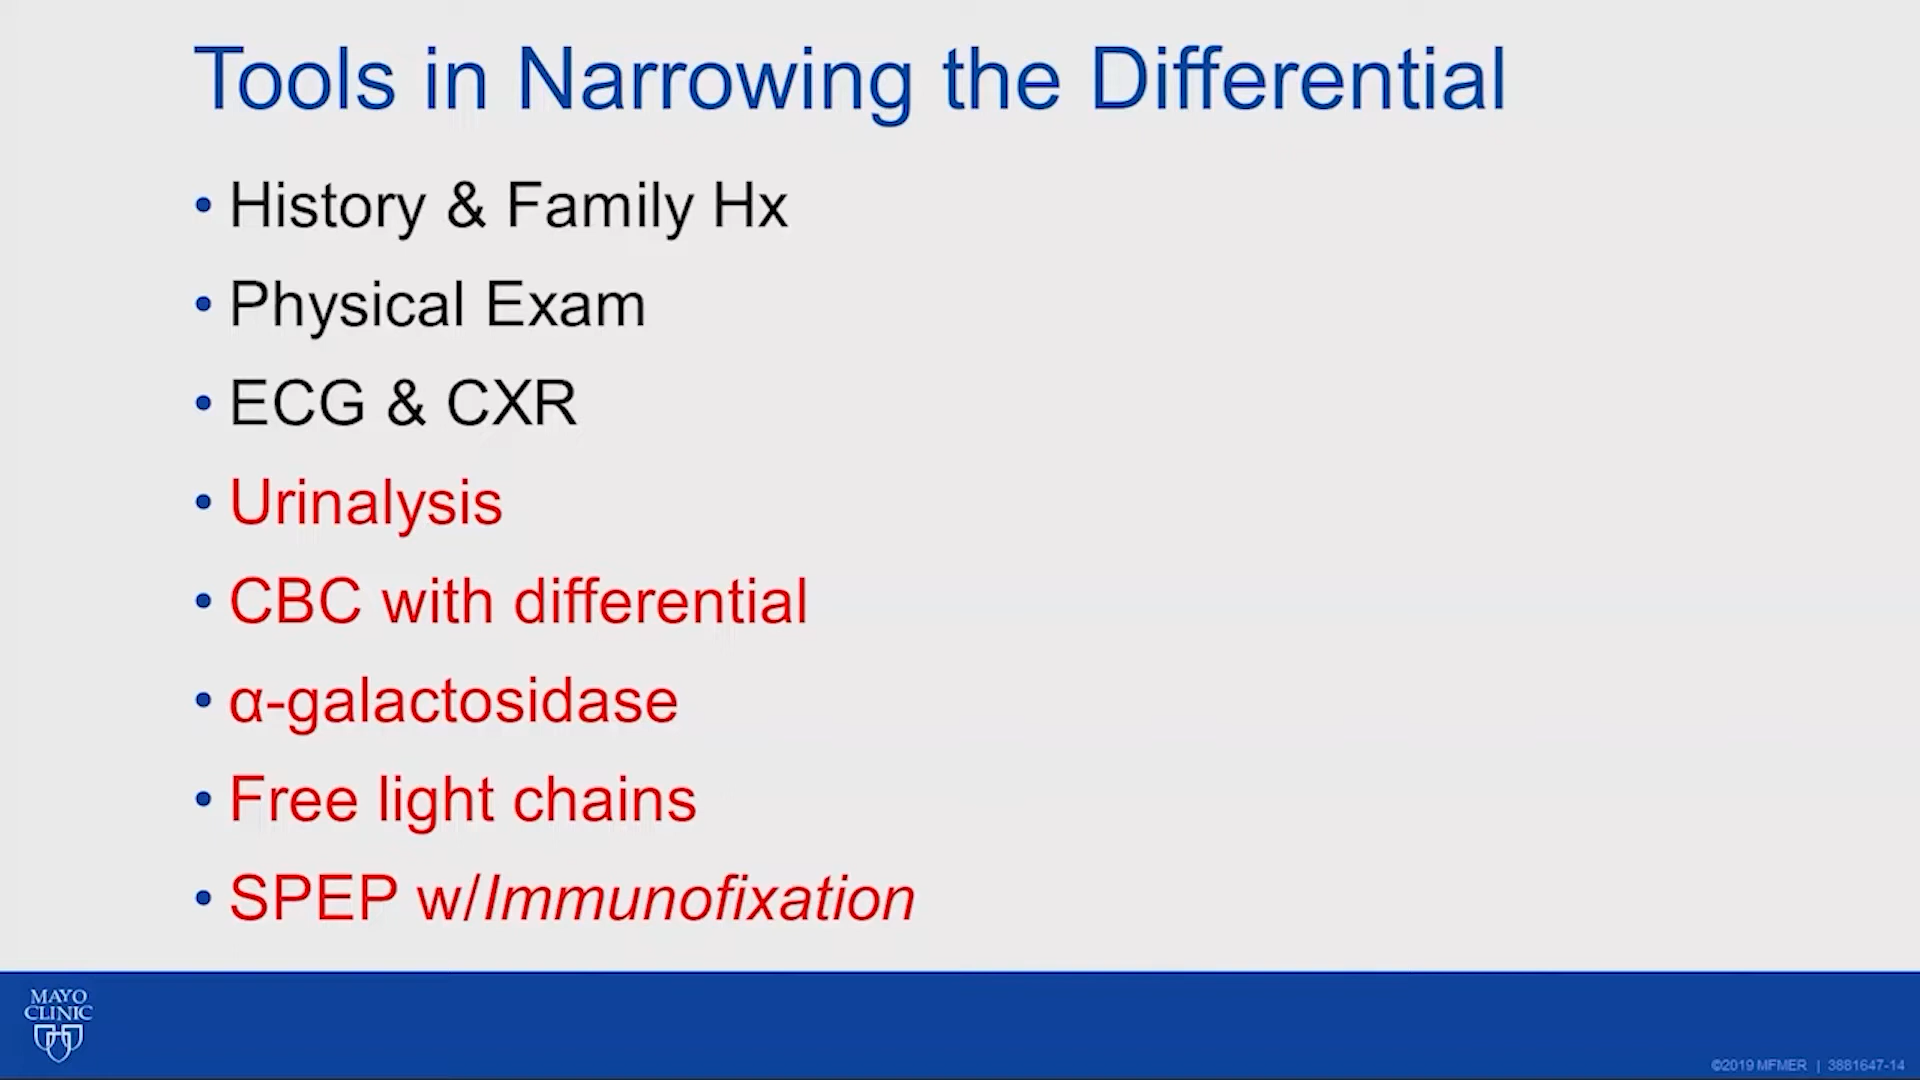 Tools in Narrowing the Differential
• History & Family Hx
• Physical Exam
• ECG & CXR
• Urinalysis
• CBC with differential
• α-galactosidase
• Free light chains
• SPEP w/Immunofixation
MAYO
CLINIC
©2019 MFMER | 3881647-14